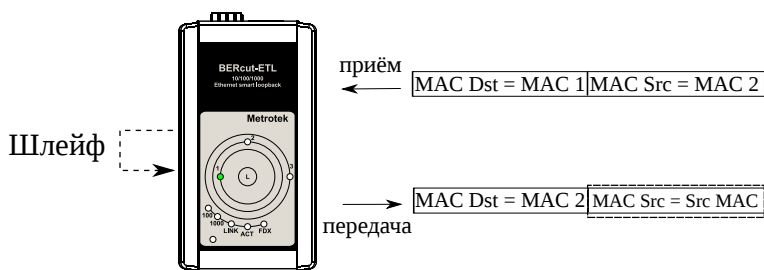 BERcut-ETL
10/100/1000
Ethernet smart loopback
Metrotek
2
1
3
L
100
1000
LINK
ACT
FDX
Шлейф
приём
MAC Dst = MAC 1 MAC Src = MAC 2
MAC Dst = MAC 2 MAC Src = Src MAC
передача